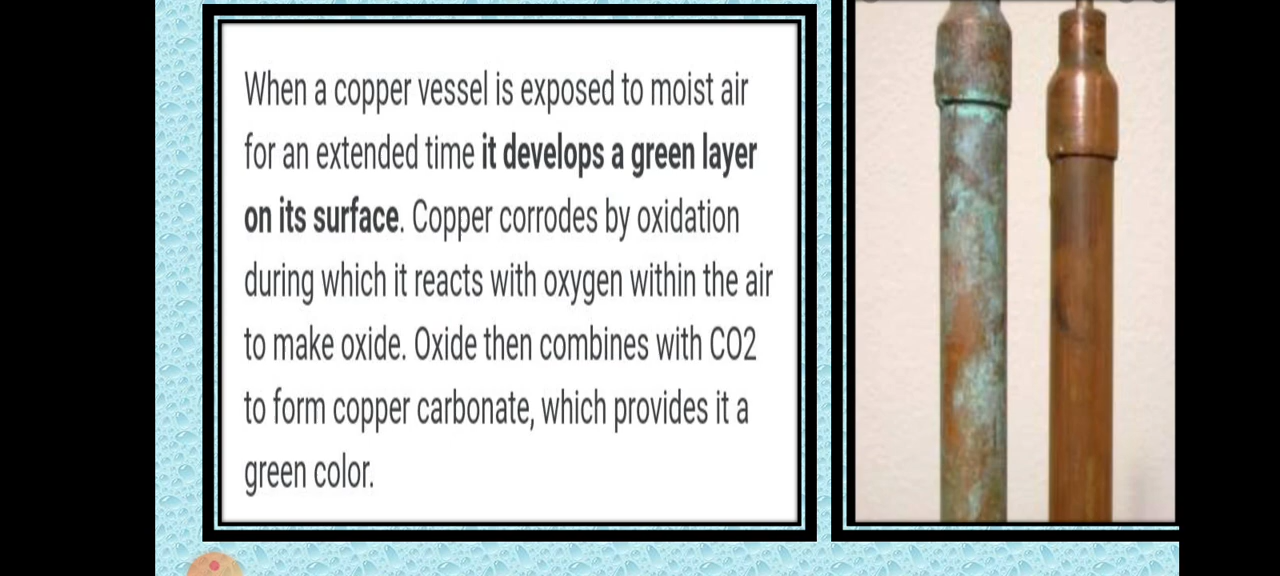 When a copper vessel is exposed to moist air
for an extended time it develops a green layer
on its surface. Copper corrodes by oxidation
during which it reacts with oxygen within the air
to make oxide. Oxide then combines with CO2
to form copper carbonate, which provides it a
green color.